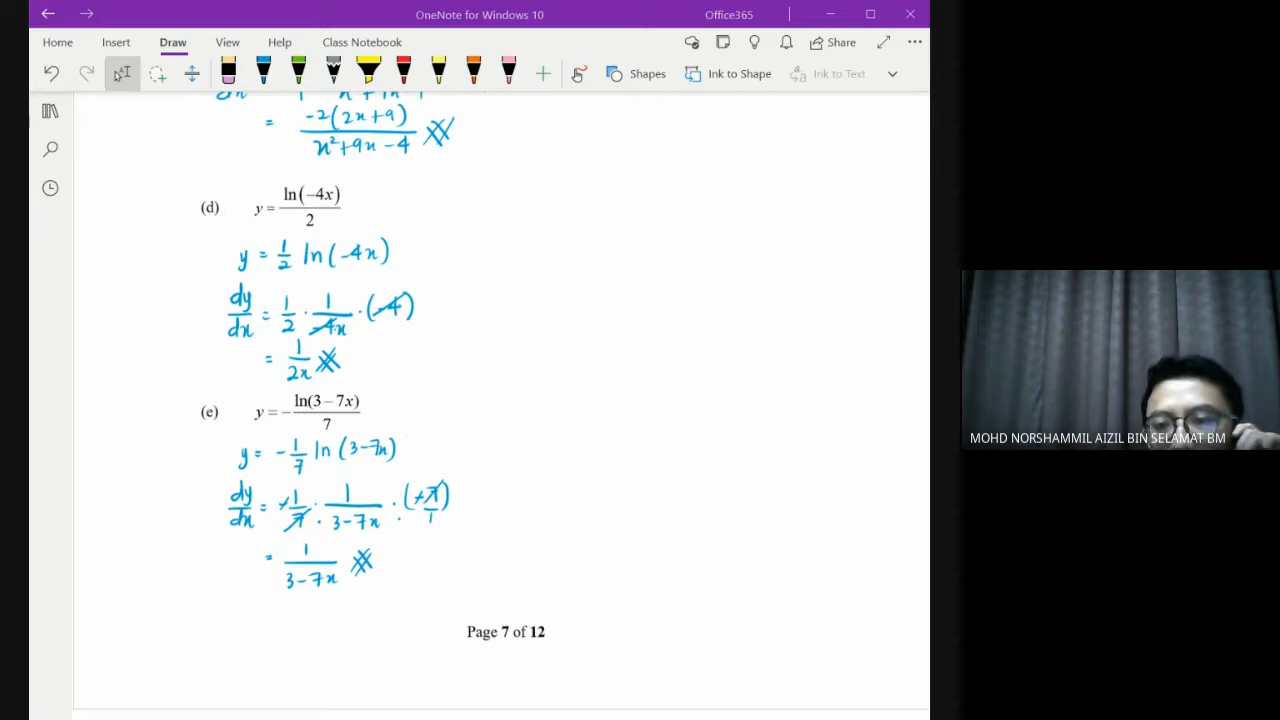 OneNote for Windows 10
Office365
Home Insert Draw View Help Class Notebook
Share
Shapes Ink to Shape Ink to Text
= -2(2x+9)
x²+9x-4
(d) y = ln(-4x)/2
y = 1/2 ln(-4x)
dy/dx = 1/2 · 1/-4x · (-4)
= 1/2x
(e) y = - ln(3-7x)/7
y = -1/7 ln(3-7x)
dy/dx = -1/7 · 1/3-7x · (-7)/1
= 1/3-7x
Page 7 of 12
MOHD NORSHAMMIL AIZIL BIN SELAMAT BM